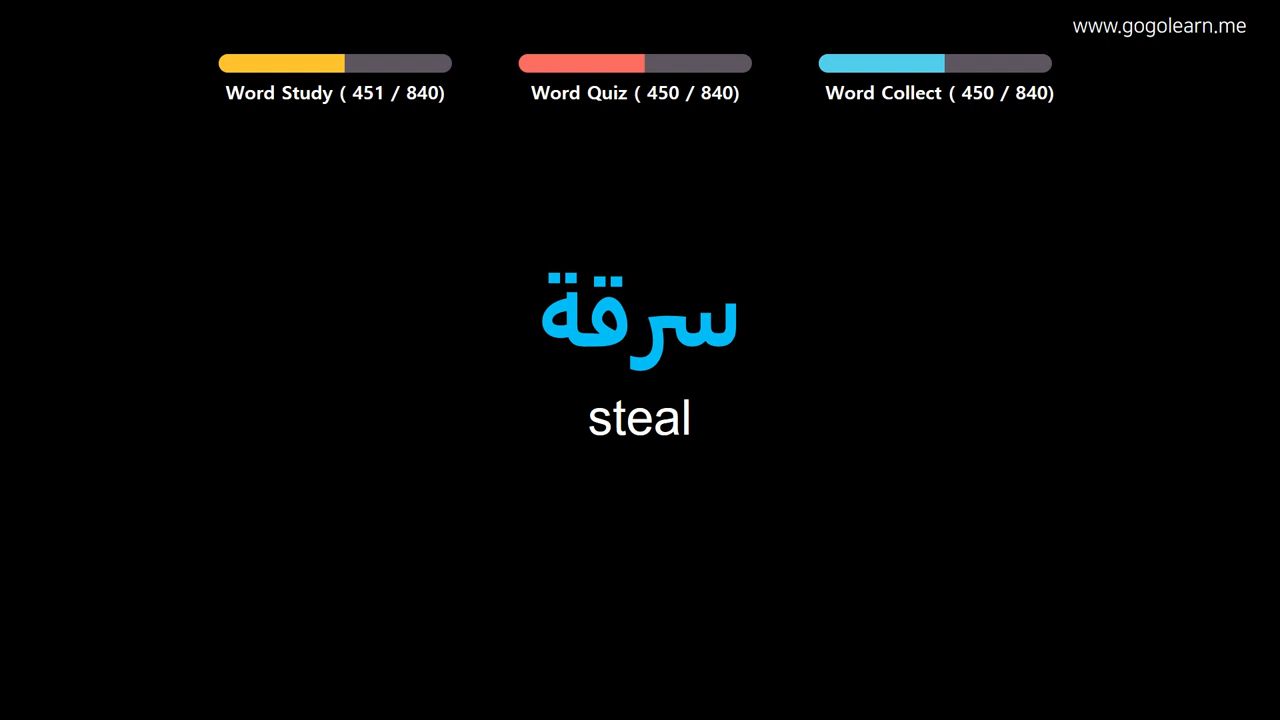 www.gogolearn.me
Word Study ( 451 / 840)
Word Quiz ( 450 / 840)
Word Collect ( 450 / 840)
سرقة
steal